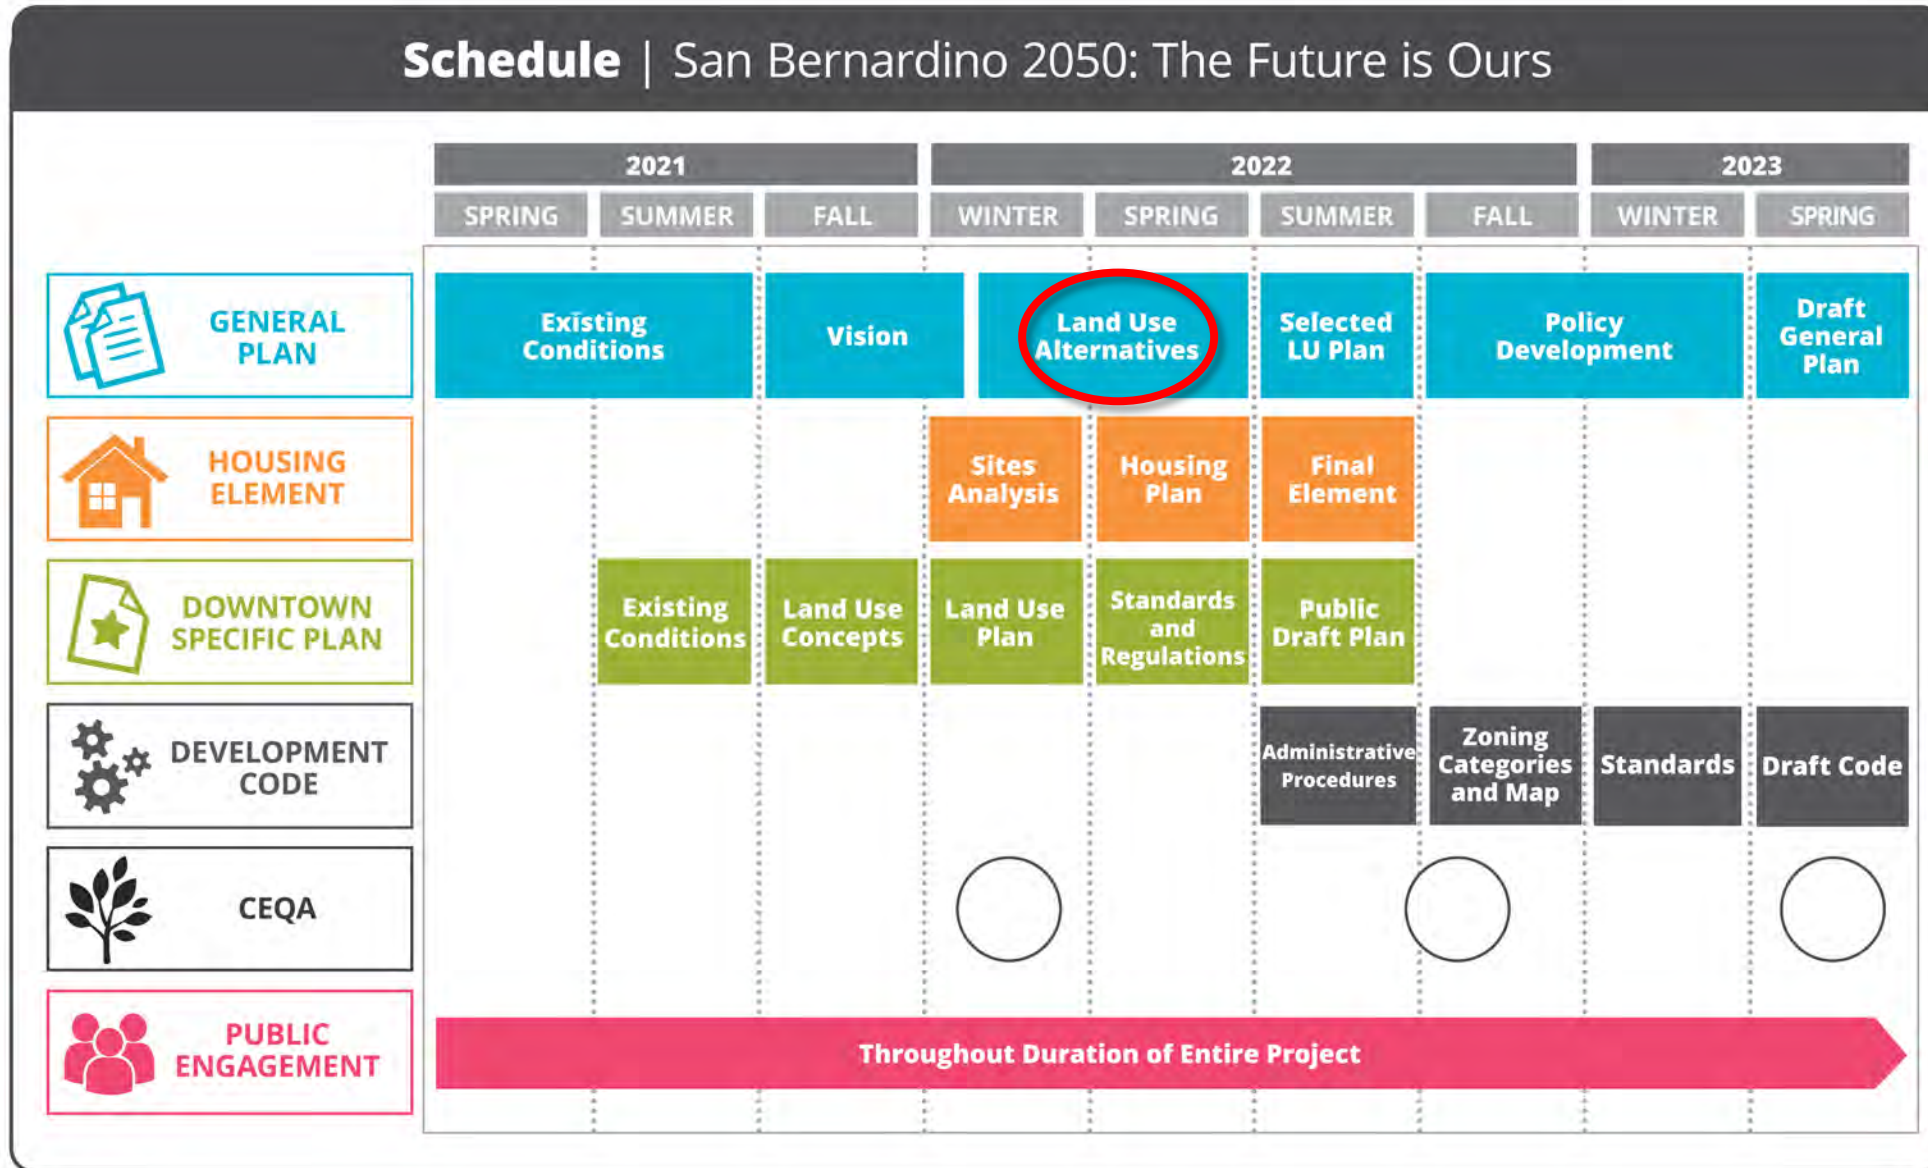 Schedule | San Bernardino 2050: The Future is Ours
2021 2022 2023
SPRING SUMMER FALL WINTER SPRING SUMMER FALL WINTER SPRING
GENERAL
PLAN
Existing
Conditions
Vision
Land Use
Alternatives
Selected
LU Plan
Policy
Development
Draft
General
Plan
HOUSING
ELEMENT
Sites
Analysis
Housing
Plan
Final
Element
DOWNTOWN
SPECIFIC PLAN
Existing
Conditions
Land Use
Concepts
Land Use
Plan
Standards
and
Regulations
Public
Draft Plan
DEVELOPMENT
CODE
Administrative
Procedures
Zoning
Categories
and Map
Standards
Draft Code
CEQA
PUBLIC
ENGAGEMENT
Throughout Duration of Entire Project